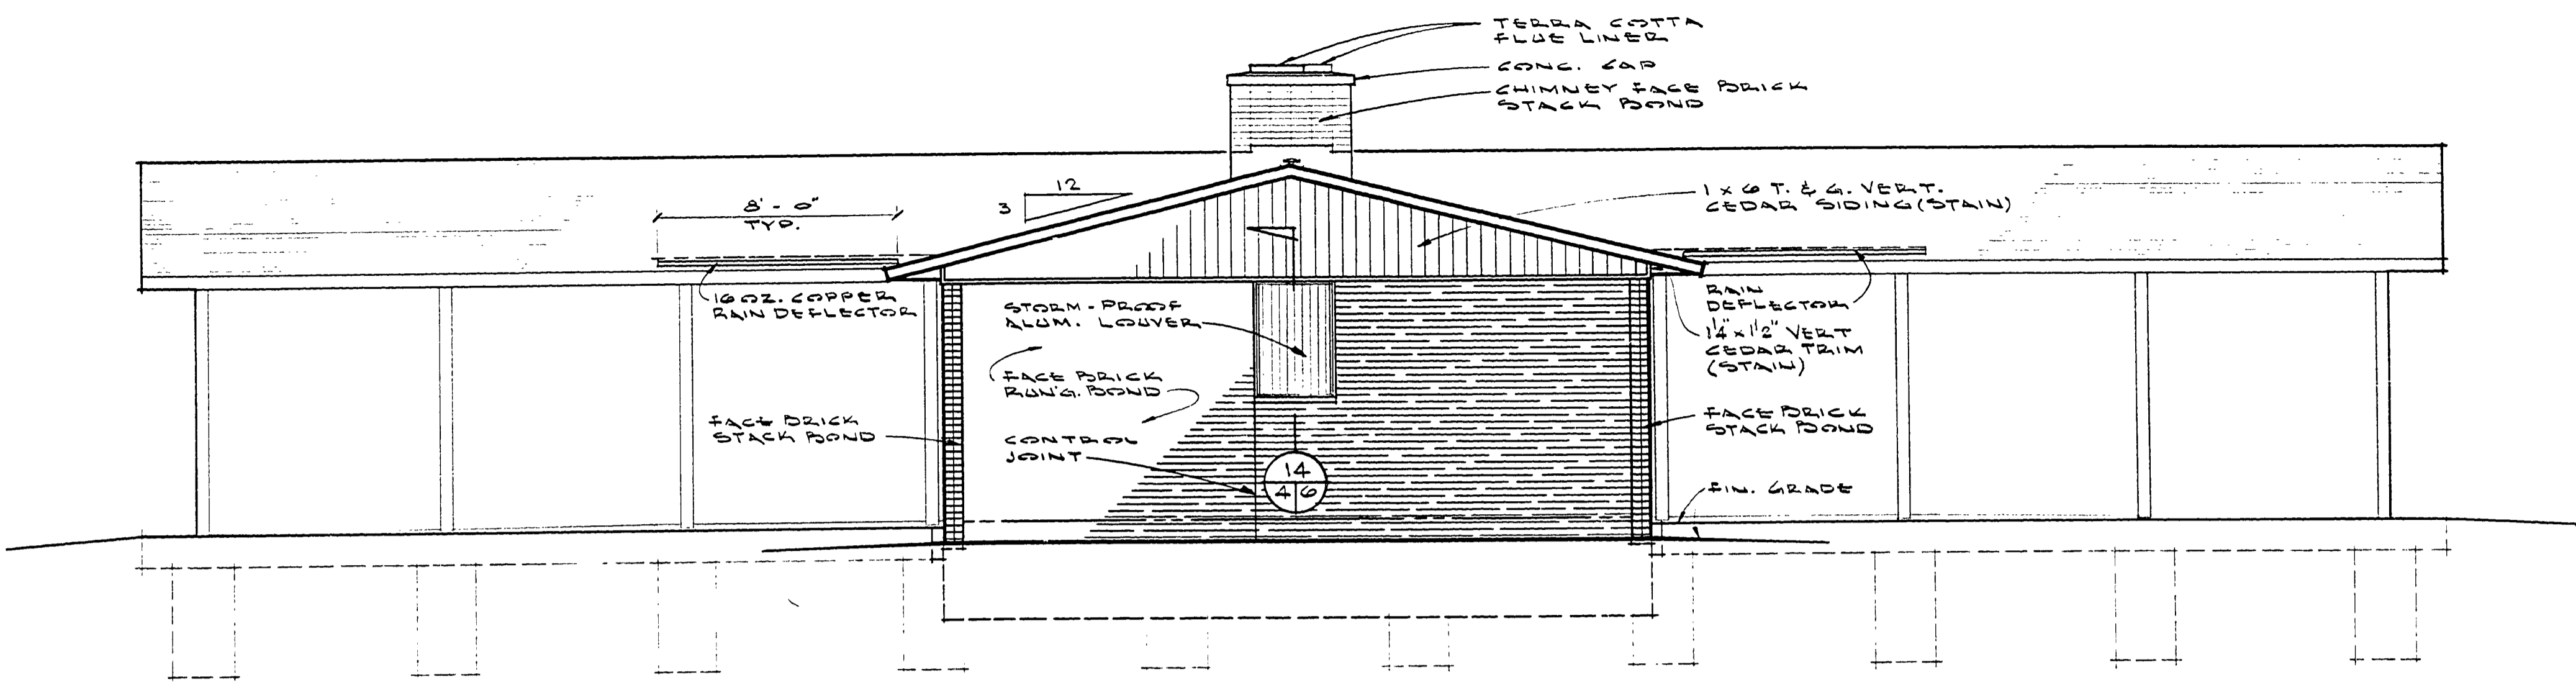 TERRA COTTA
FLUE LINER
CONC. CAP
CHIMNEY FACE BRICK
STACK BOND
12
3
8' - 0"
TYP.
1 x 6 T. & G. VERT.
CEDAR SIDING (STAIN)
16 OZ. COPPER
RAIN DEFLECTOR
STORM-PROOF
ALUM. LOUVER
RAIN
DEFLECTOR
1¼" x 1½" VERT
CEDAR TRIM
(STAIN)
FACE BRICK
RUN'G. BOND
FACE BRICK
STACK BOND
CONTROL
JOINT
FACE BRICK
STACK BOND
14
4 6
FIN. GRADE